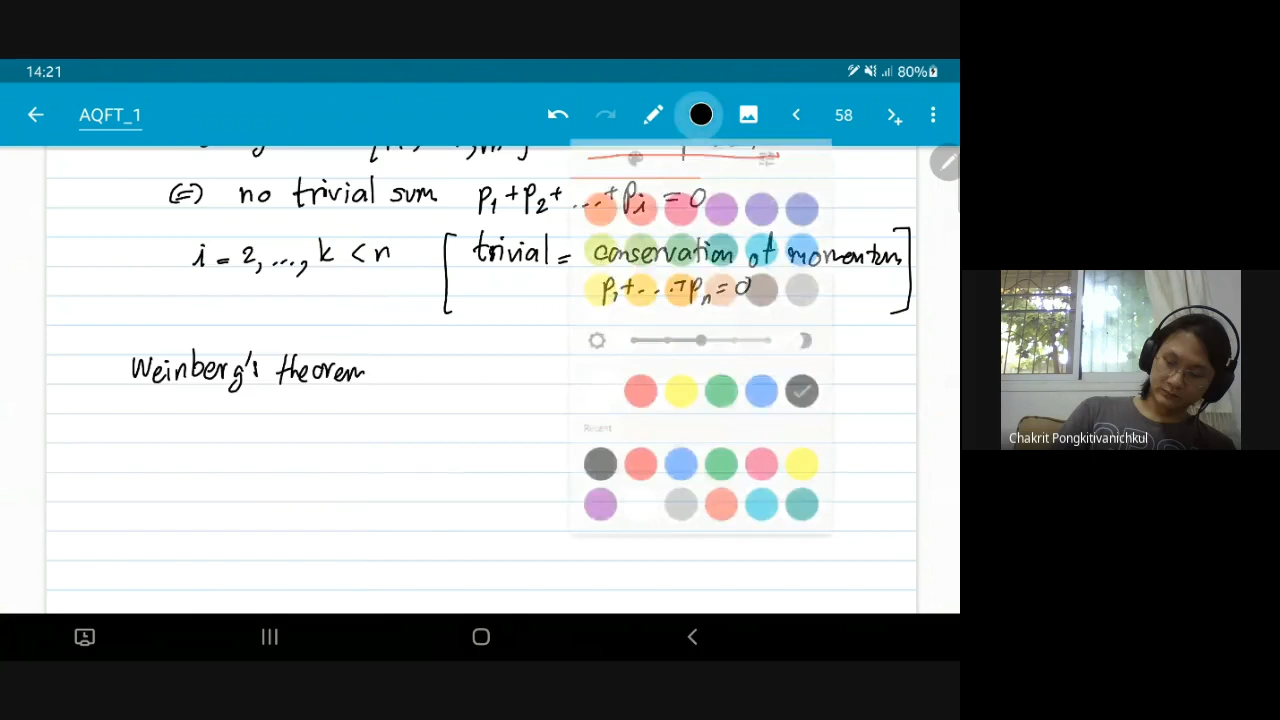 14:21
80%
AQFT_1
58
(⇐) no trivial sum p₁ + p₂ + ... + pᵢ = 0
i = 2, ..., k < n [ trivial = conservation of momentum
p₁ + ... + pₙ = 0 ]
Weinberg's theorem
Recent
Chakrit Pongkitivanichkul